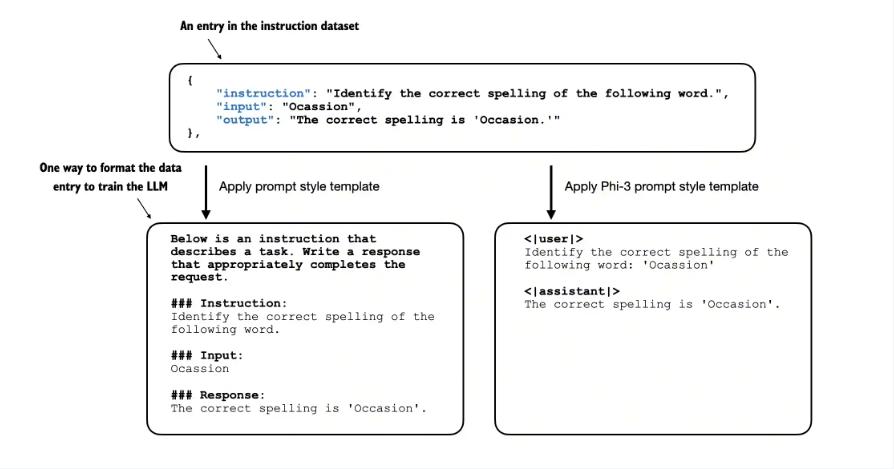 An entry in the instruction dataset
{
"instruction": "Identify the correct spelling of the following word.",
"input": "Ocassion",
"output": "The correct spelling is 'Occasion.'"
},
One way to format the data
entry to train the LLM
Apply prompt style template
Apply Phi-3 prompt style template
Below is an instruction that
describes a task. Write a response
that appropriately completes the
request.
### Instruction:
Identify the correct spelling of the
following word.
### Input:
Ocassion
### Response:
The correct spelling is 'Occasion'.
<|user|>
Identify the correct spelling of the
following word: 'Ocassion'
<|assistant|>
The correct spelling is 'Occasion'.